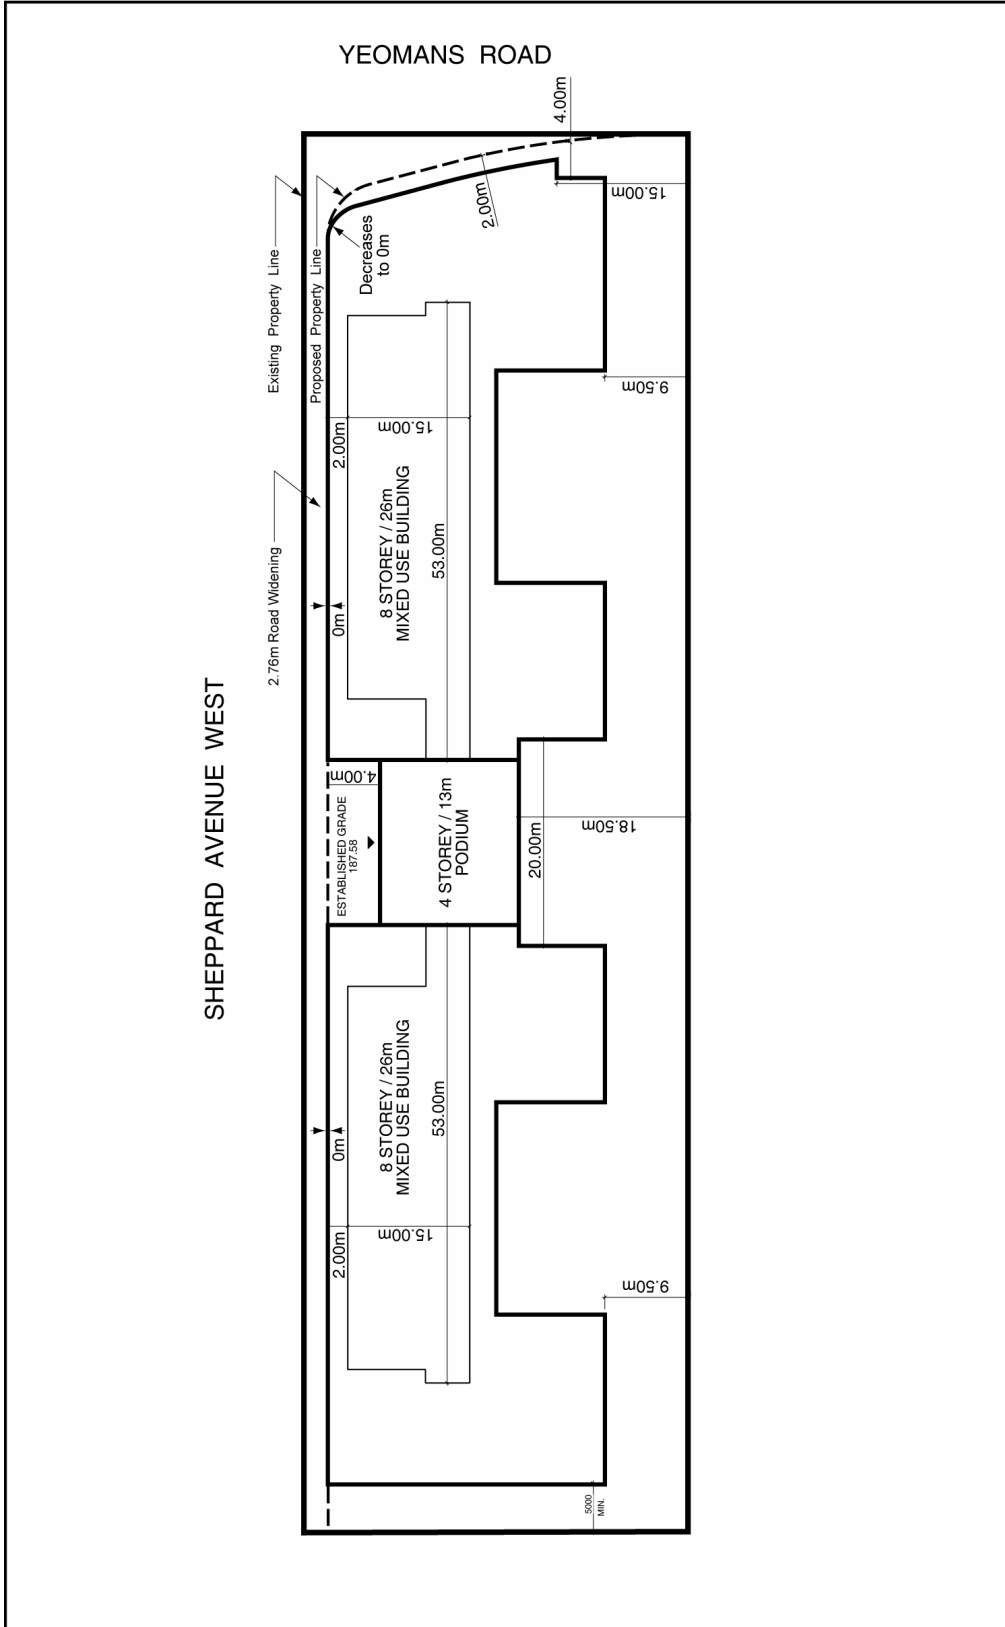 YEOMANS ROAD
4.00m
Existing Property Line
Proposed Property Line
Decreases
to 0m
2.00m
15.00m
9.50m
2.00m
15.00m
2.76m Road Widening
8 STOREY / 26m
MIXED USE BUILDING
53.00m
0m
SHEPPARD AVENUE WEST
4.00m
ESTABLISHED GRADE
187.58
4 STOREY / 13m
PODIUM
20.00m
18.50m
8 STOREY / 26m
MIXED USE BUILDING
53.00m
0m
2.00m
15.00m
9.50m
5000
MIN.